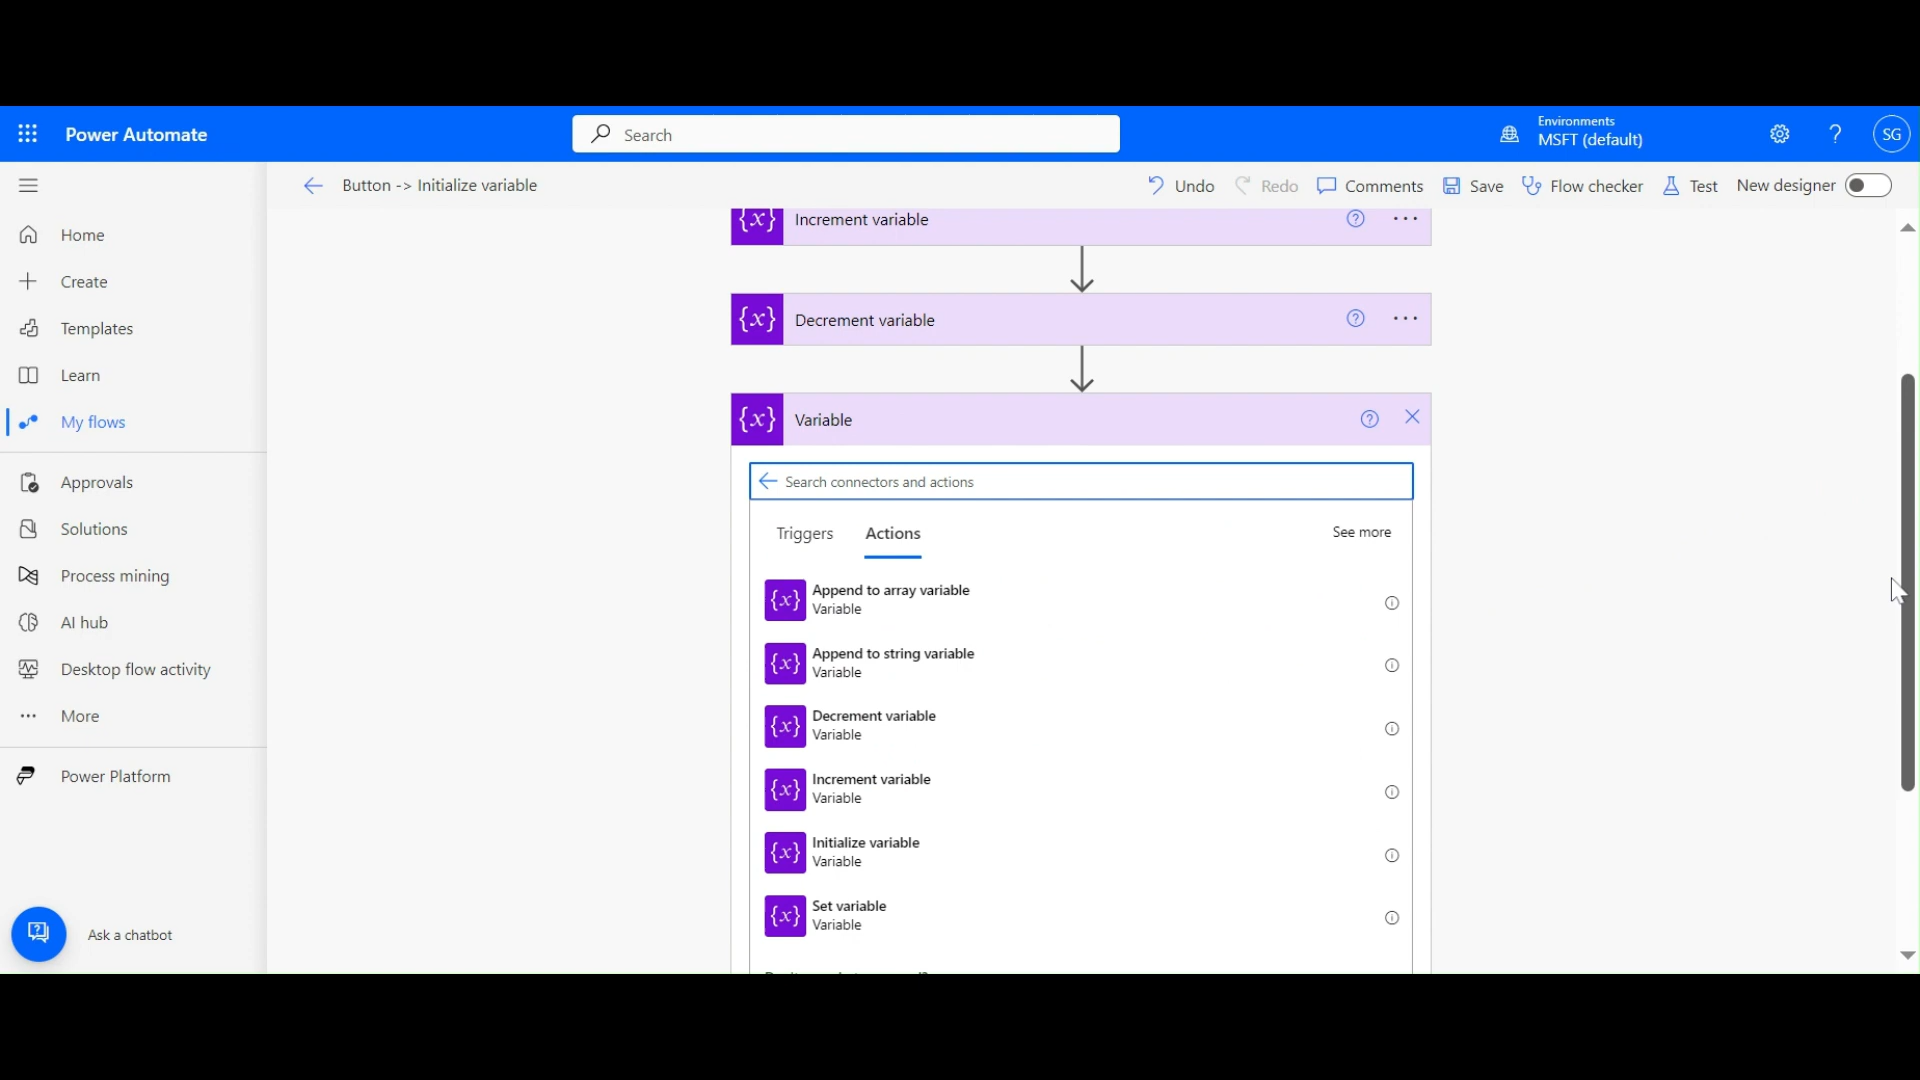 Power Automate
Search
Environments
MSFT (default)
?
SG
Button -> Initialize variable
Undo
Redo
Comments
Save
Flow checker
Test
New designer
Home
Create
Templates
Learn
My flows
Approvals
Solutions
Process mining
AI hub
Desktop flow activity
More
Power Platform
Ask a chatbot
{x} Increment variable ? ...
{x} Decrement variable ? ...
{x} Variable ?
Search connectors and actions
Triggers Actions See more
{x} Append to array variable
Variable
{x} Append to string variable
Variable
{x} Decrement variable
Variable
{x} Increment variable
Variable
{x} Initialize variable
Variable
{x} Set variable
Variable